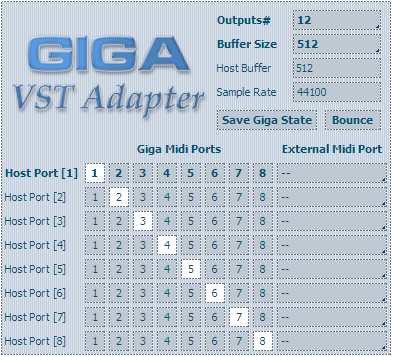 GIGA
VST Adapter
Outputs# 12
Buffer Size 512
Host Buffer 512
Sample Rate 44100
Save Giga State Bounce
Giga Midi Ports External Midi Port
Host Port [1] 1 2 3 4 5 6 7 8 --
Host Port [2] 1 2 3 4 5 6 7 8 --
Host Port [3] 1 2 3 4 5 6 7 8 --
Host Port [4] 1 2 3 4 5 6 7 8 --
Host Port [5] 1 2 3 4 5 6 7 8 --
Host Port [6] 1 2 3 4 5 6 7 8 --
Host Port [7] 1 2 3 4 5 6 7 8 --
Host Port [8] 1 2 3 4 5 6 7 8 --